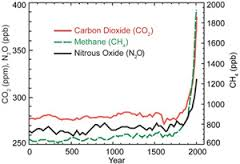 400
2000
Carbon Dioxide (CO2)
Methane (CH4)
Nitrous Oxide (N2O)
1800
1600
350
1400
1200
300
1000
800
250
600
0
500
1000
1500
2000
Year
CO2 (ppm), N2O (ppb)
CH4 (ppb)